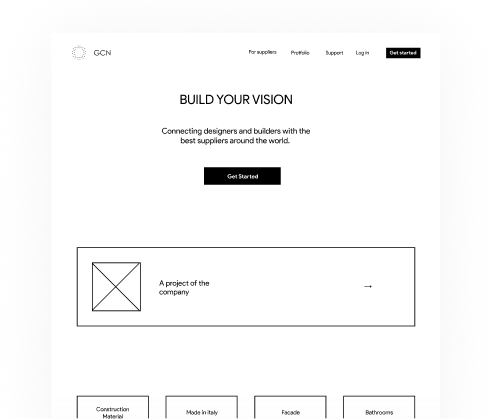 GCN
For suppliers
Protfolio
Support
Log in
Get started
BUILD YOUR VISION
Connecting designers and builders with the
best suppliers around the world.
Get Started
A project of the
company
→
Construction
Material
Made in italy
Facade
Bathrooms